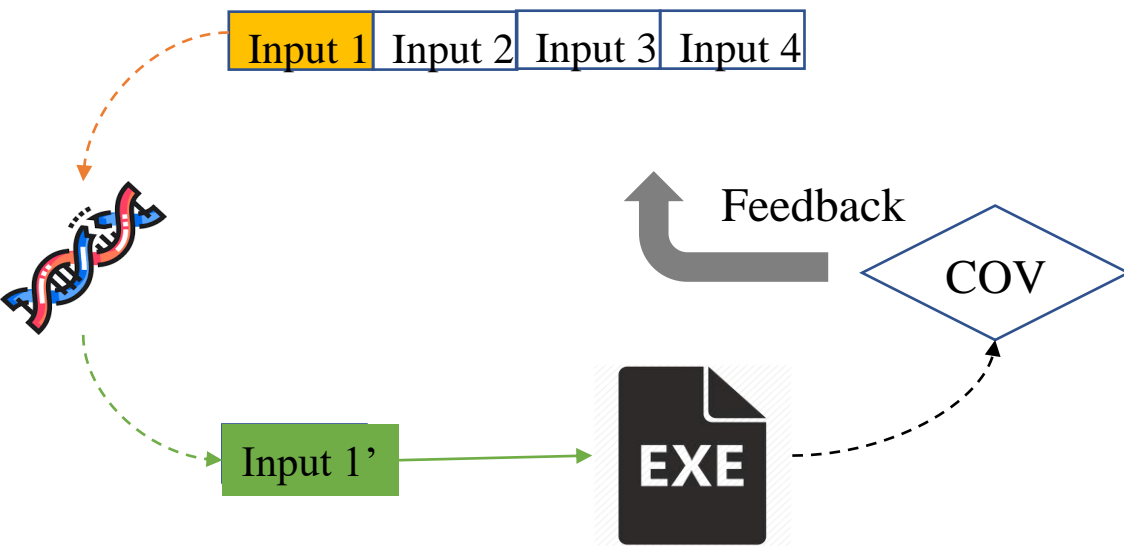 Input 1 Input 2 Input 3 Input 4
Feedback
COV
Input 1’
EXE